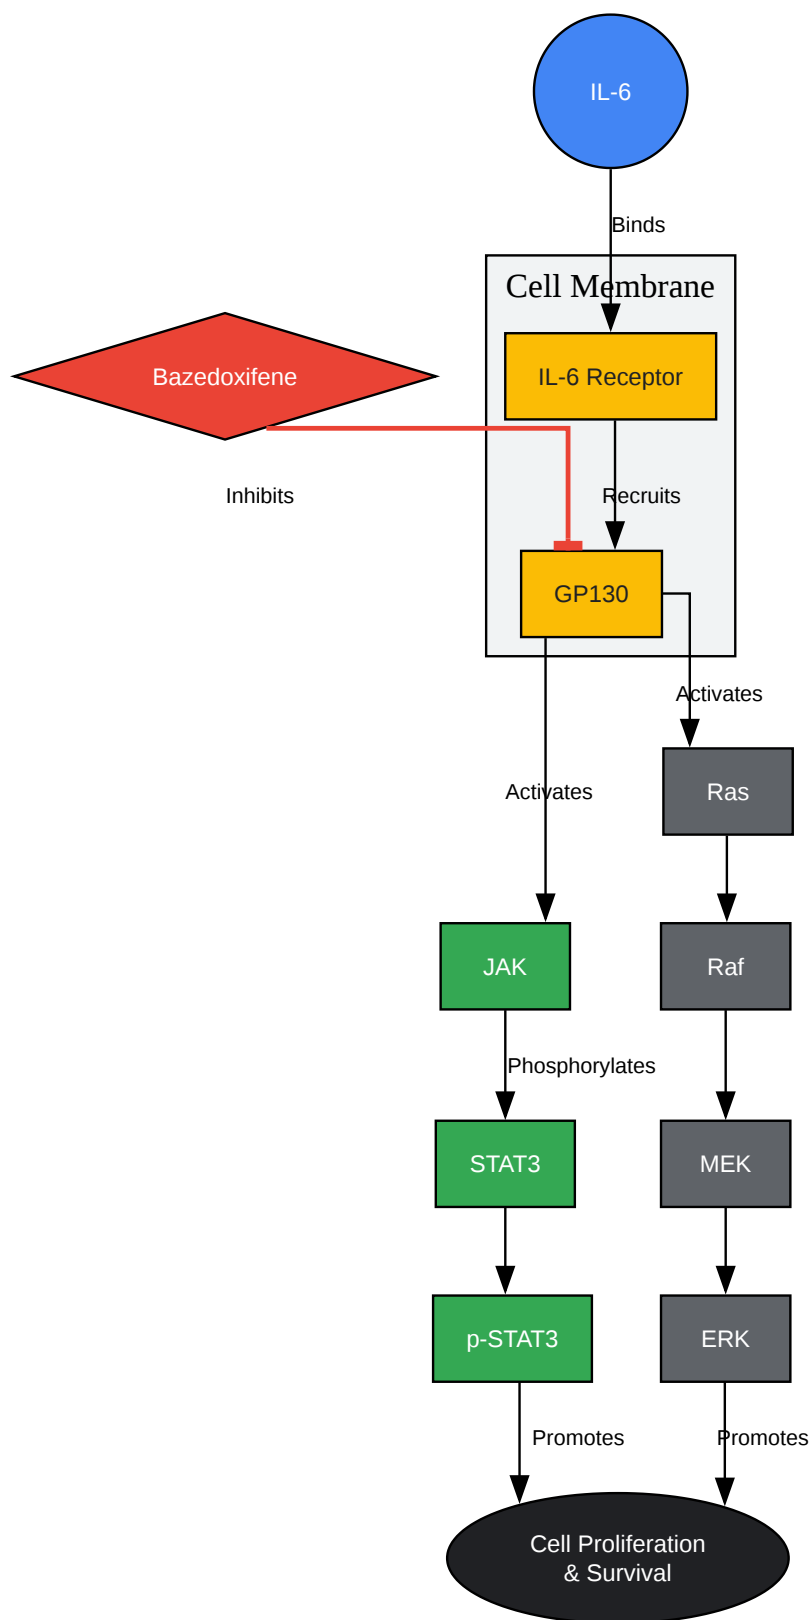 IL-6
Binds
Cell Membrane
Bazedoxifene
IL-6 Receptor
Inhibits
Recruits
GP130
Activates
Activates
Ras
JAK
Raf
Phosphorylates
STAT3
MEK
p-STAT3
ERK
Promotes
Promotes
Cell Proliferation
& Survival